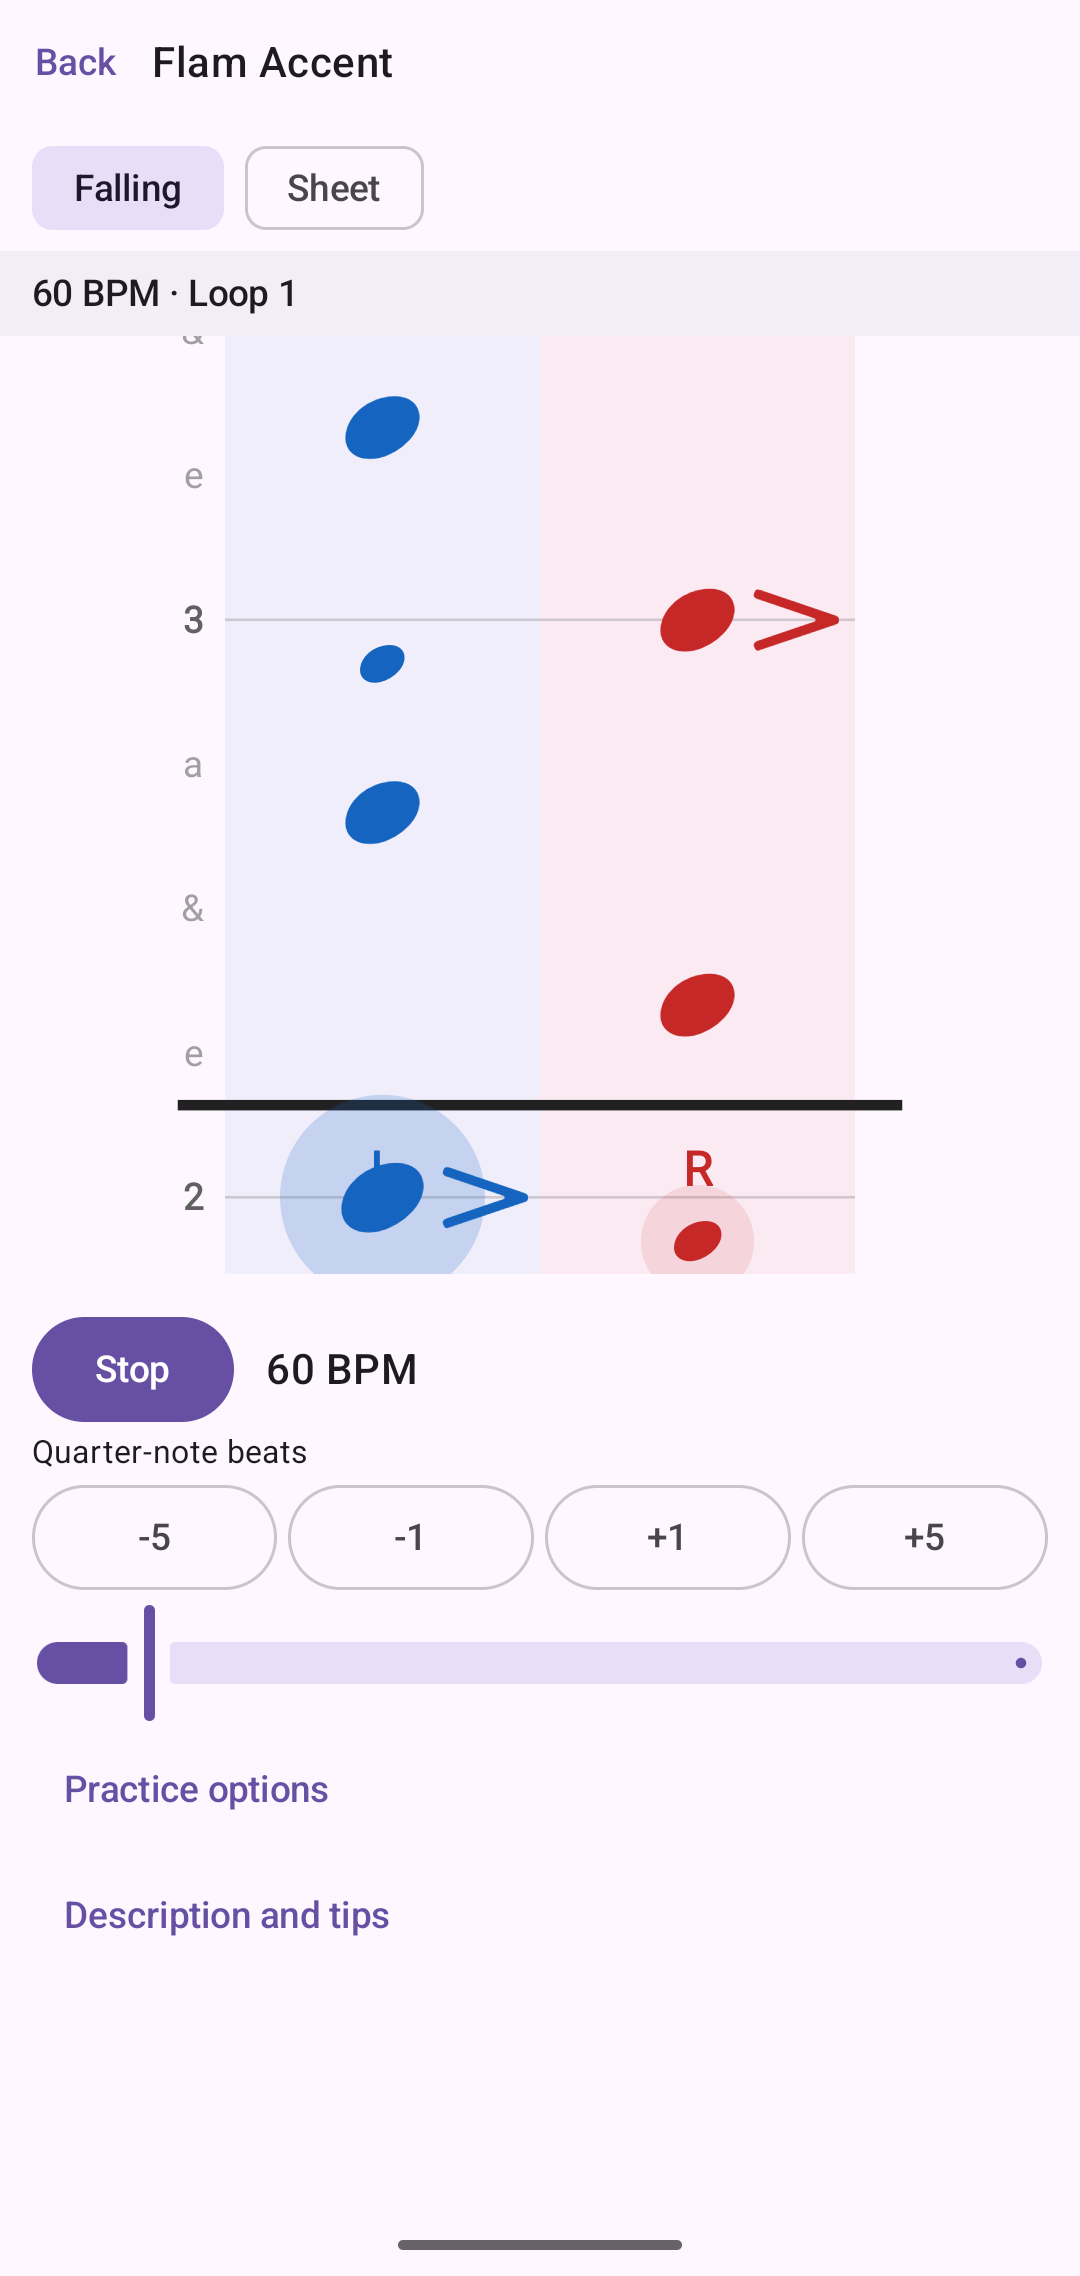 Back Flam Accent
Falling Sheet
60 BPM · Loop 1
&
e
3
a
&
e
R
2
Stop 60 BPM
Quarter-note beats
-5 -1 +1 +5
Practice options
Description and tips